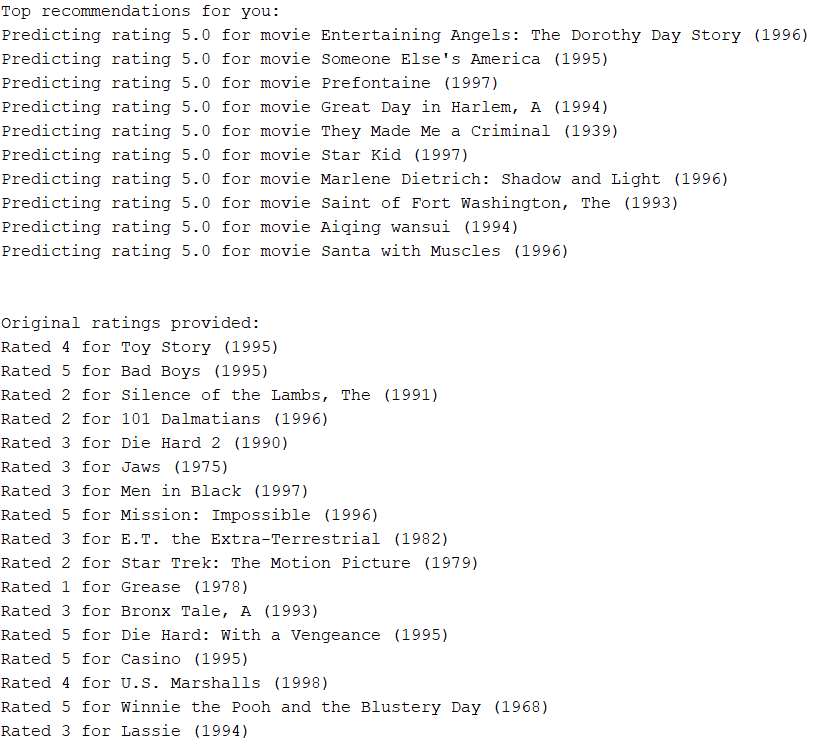 Top recommendations for you:
Predicting rating 5.0 for movie Entertaining Angels: The Dorothy Day Story (1996)
Predicting rating 5.0 for movie Someone Else's America (1995)
Predicting rating 5.0 for movie Prefontaine (1997)
Predicting rating 5.0 for movie Great Day in Harlem, A (1994)
Predicting rating 5.0 for movie They Made Me a Criminal (1939)
Predicting rating 5.0 for movie Star Kid (1997)
Predicting rating 5.0 for movie Marlene Dietrich: Shadow and Light (1996)
Predicting rating 5.0 for movie Saint of Fort Washington, The (1993)
Predicting rating 5.0 for movie Aiqing wansui (1994)
Predicting rating 5.0 for movie Santa with Muscles (1996)
Original ratings provided:
Rated 4 for Toy Story (1995)
Rated 5 for Bad Boys (1995)
Rated 2 for Silence of the Lambs, The (1991)
Rated 2 for 101 Dalmatians (1996)
Rated 3 for Die Hard 2 (1990)
Rated 3 for Jaws (1975)
Rated 3 for Men in Black (1997)
Rated 5 for Mission: Impossible (1996)
Rated 3 for E.T. the Extra-Terrestrial (1982)
Rated 2 for Star Trek: The Motion Picture (1979)
Rated 1 for Grease (1978)
Rated 3 for Bronx Tale, A (1993)
Rated 5 for Die Hard: With a Vengeance (1995)
Rated 5 for Casino (1995)
Rated 4 for U.S. Marshalls (1998)
Rated 5 for Winnie the Pooh and the Blustery Day (1968)
Rated 3 for Lassie (1994)